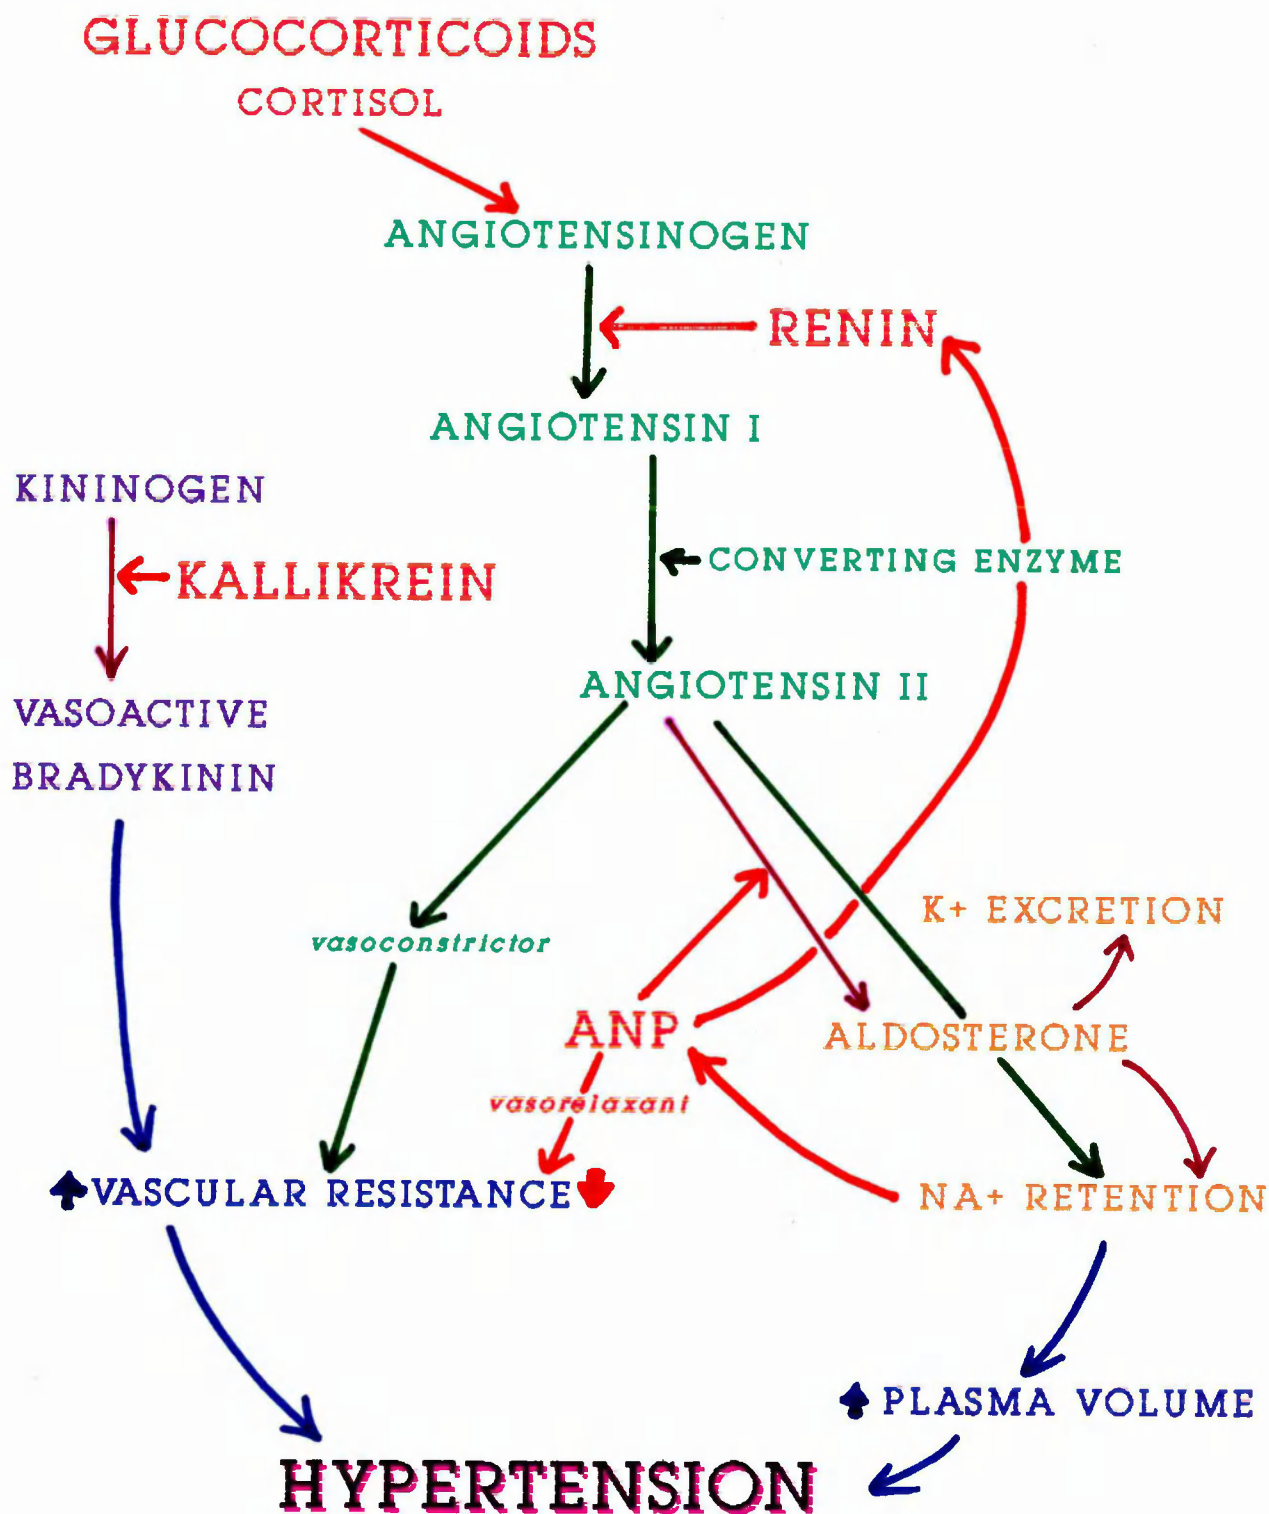 GLUCOCORTICOIDS
CORTISOL
ANGIOTENSINOGEN
RENIN
ANGIOTENSIN I
KININOGEN
CONVERTING ENZYME
KALLIKREIN
ANGIOTENSIN II
VASOACTIVE
BRADYKININ
K+ EXCRETION
vasoconstrictor
ANP
ALDOSTERONE
vasorelaxant
VASCULAR RESISTANCE
NA+ RETENTION
PLASMA VOLUME
HYPERTENSION